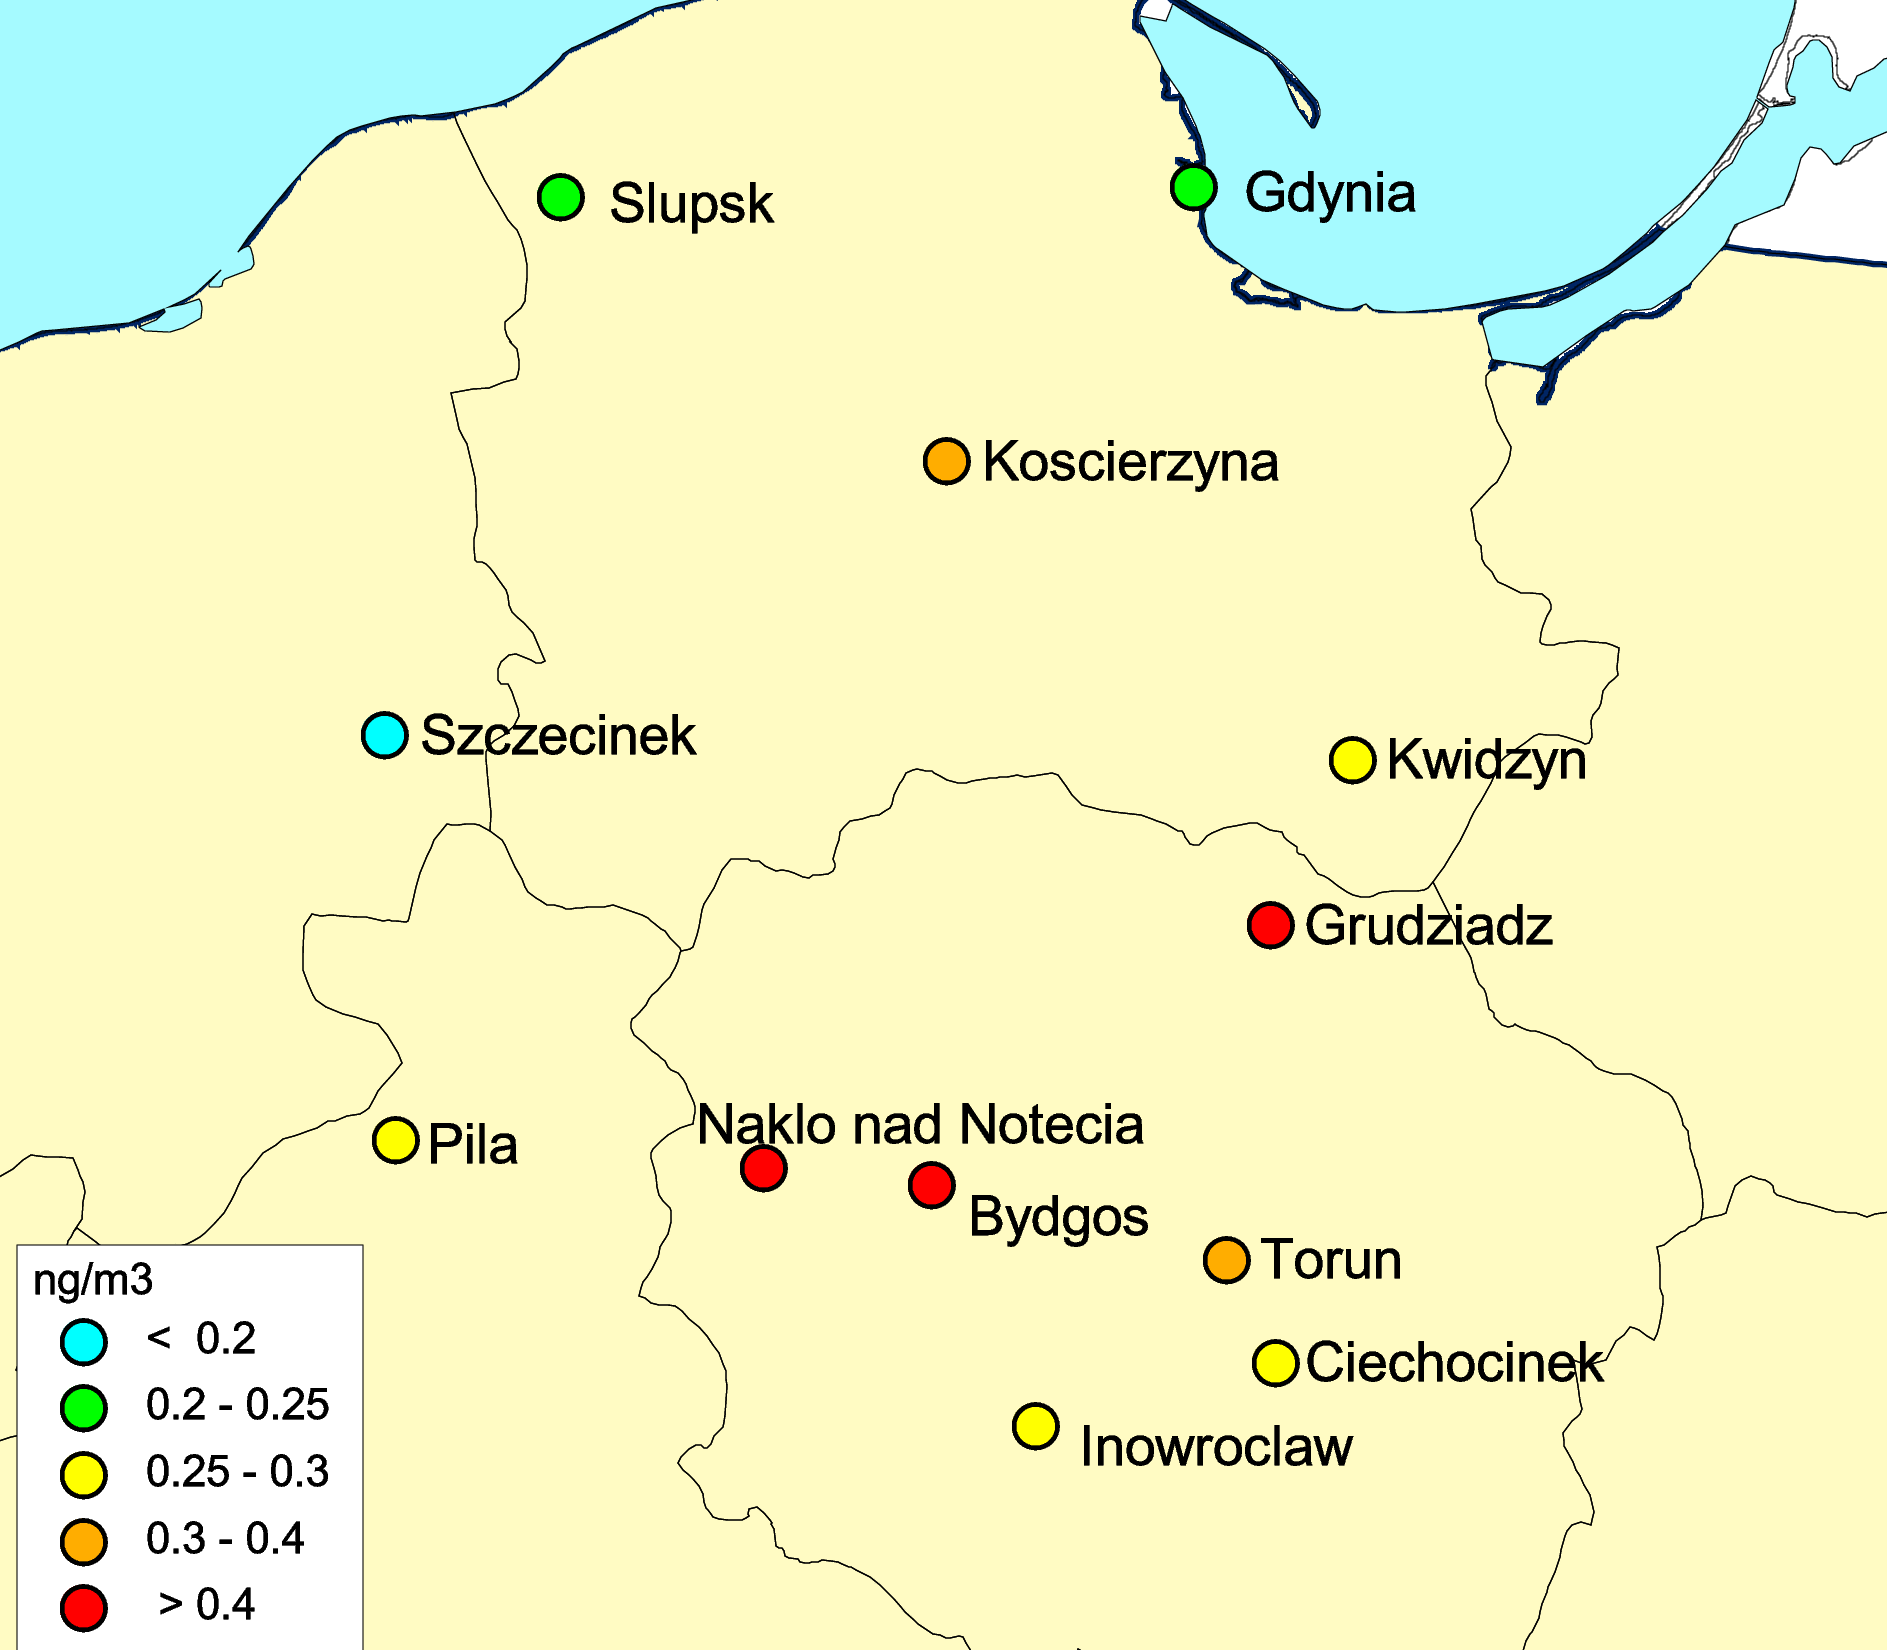 Slupsk
Gdynia
Koscierzyna
Szczecinek
Kwidzyn
Grudziadz
Naklo nad Notecia
Pila
Bydgos
Torun
Ciechocinek
Inowroclaw
ng/m3
< 0.2
0.2 - 0.25
0.25 - 0.3
0.3 - 0.4
> 0.4